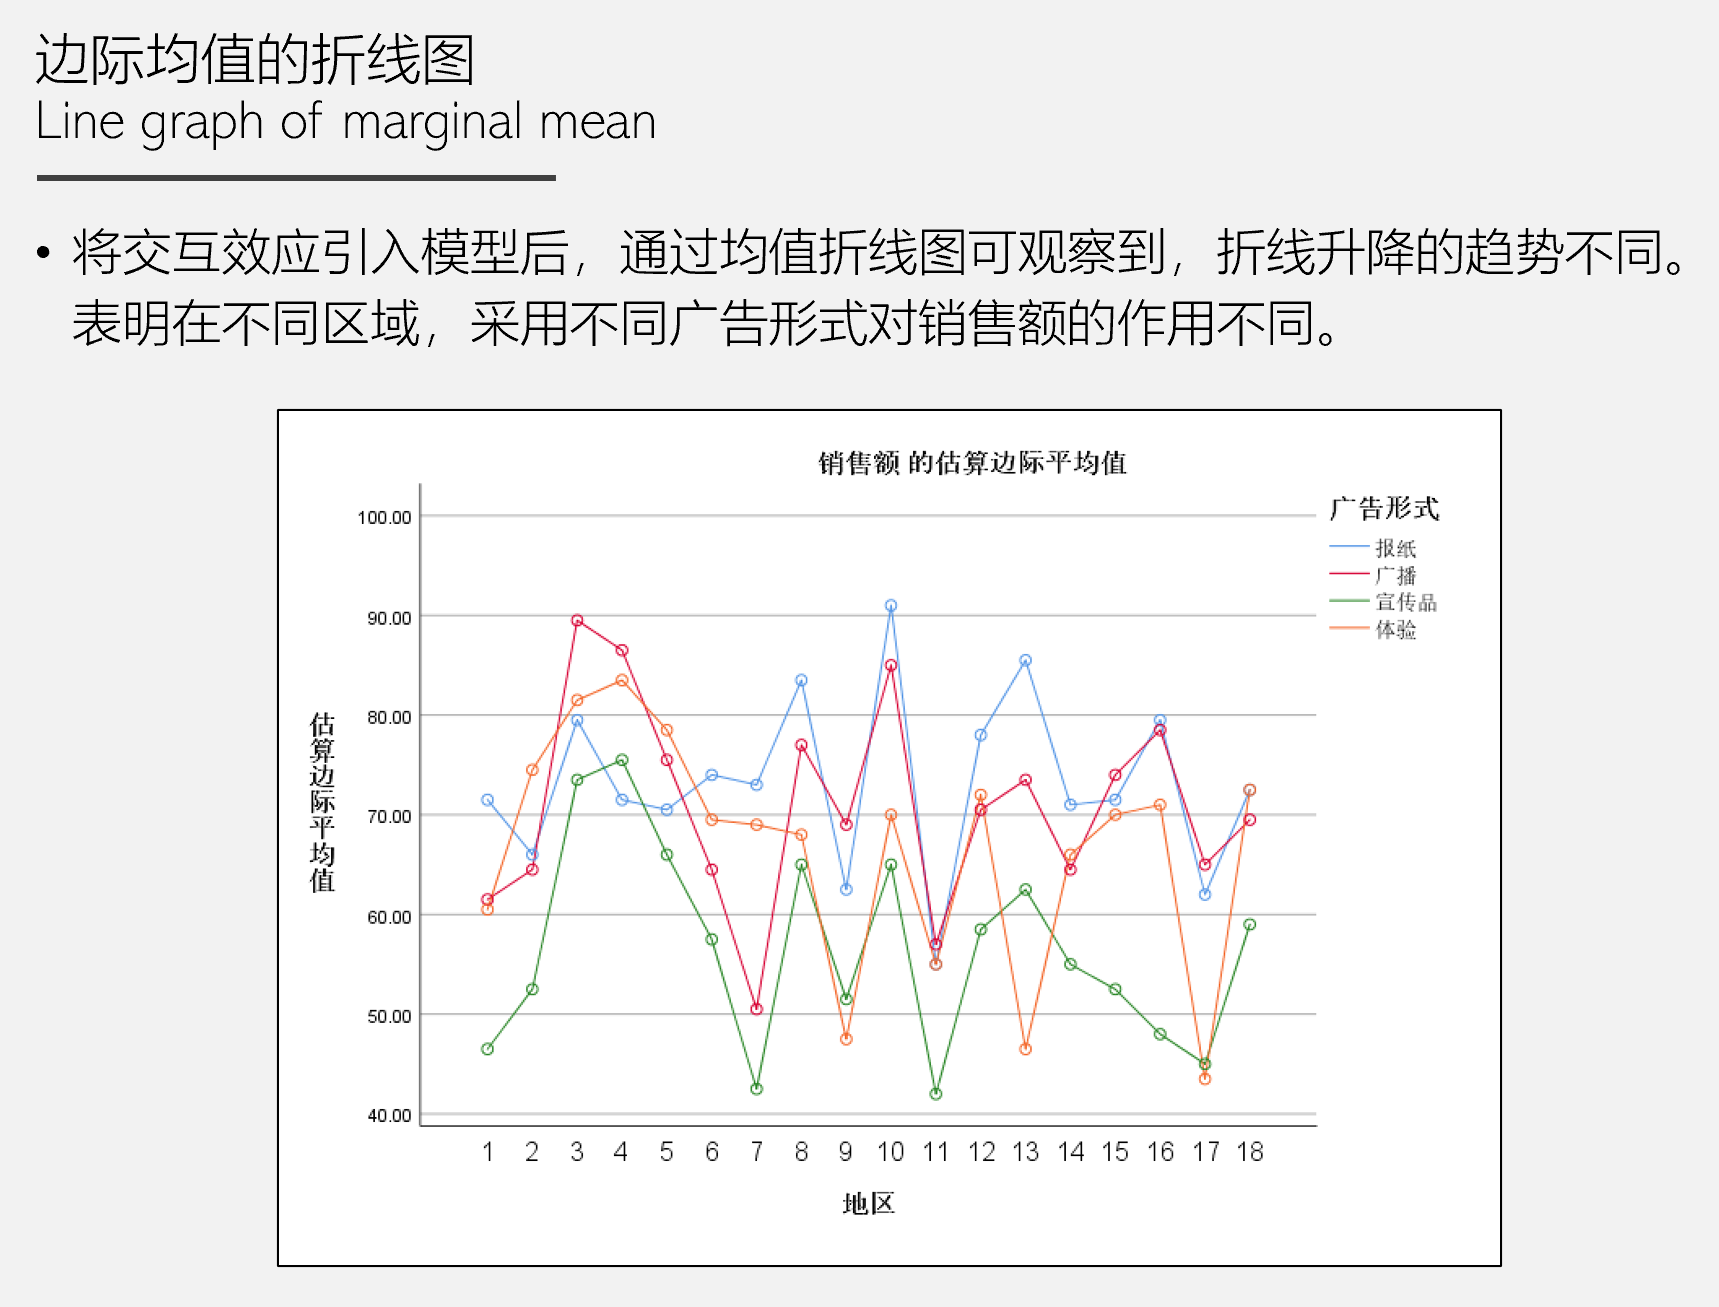 边际均值的折线图
Line graph of marginal mean
• 将交互效应引入模型后，通过均值折线图可观察到，折线升降的趋势不同。
表明在不同区域，采用不同广告形式对销售额的作用不同。
销售额 的估算边际平均值
广告形式
报纸
广播
宣传品
体验
估算边际平均值
100.00
90.00
80.00
70.00
60.00
50.00
40.00
1 2 3 4 5 6 7 8 9 10 11 12 13 14 15 16 17 18
地区